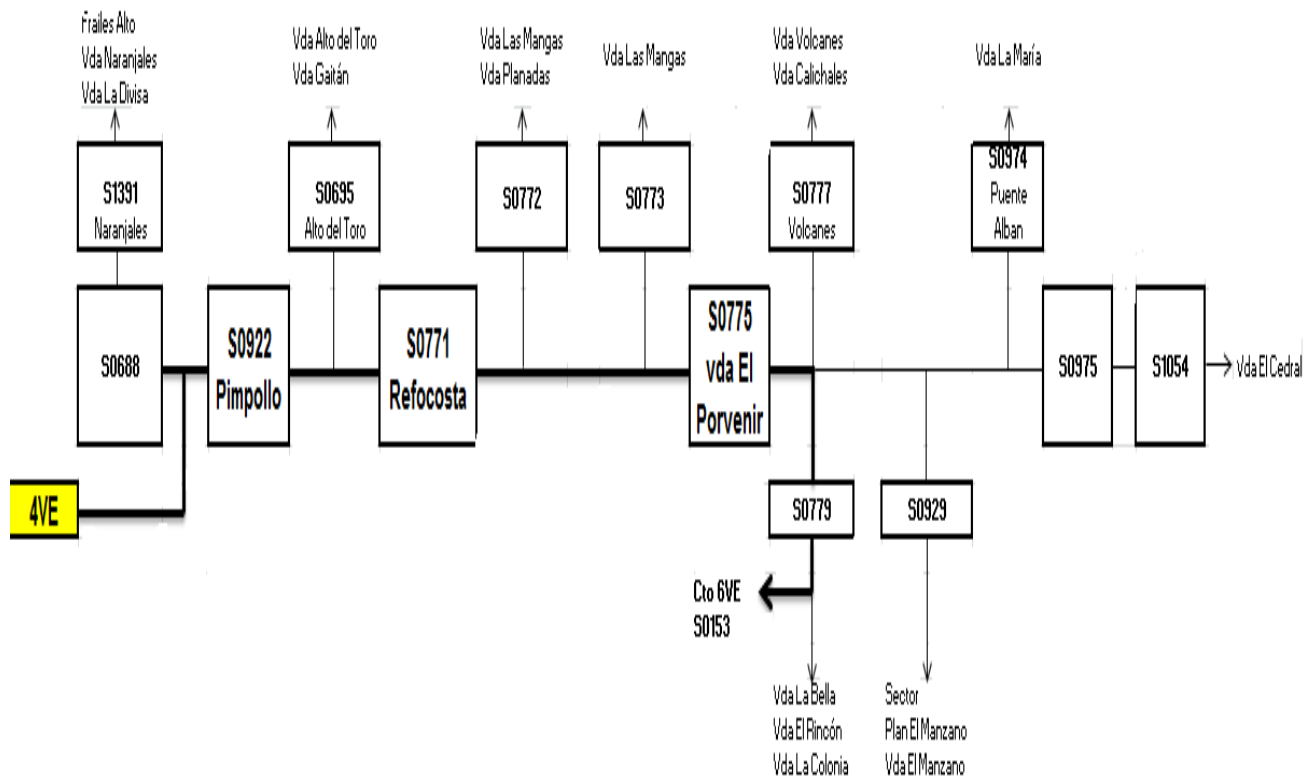 Frailes Alto
Vda Naranjales
Vda La Divisa
Vda Alto del Toro
Vda Gaitán
Vda Las Mangas
Vda Planadas
Vda Las Mangas
Vda Volcanes
Vda Calichales
Vda La María
S1391
Naranjales
S0695
Alto del Toro
S0772
S0773
S0777
Volcanes
S0974
Puente
Alban
S0688
S0922
Pimpollo
S0771
Refocosta
S0775
vda El
Porvenir
S0975
S1054
Vda El Cedral
4VE
S0779
S0929
Cto 6VE
S0153
Vda La Bella
Vda El Rincón
Vda La Colonia
Sector
Plan El Manzano
Vda El Manzano